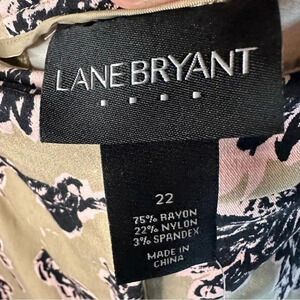 LANE BRYANT
22
75% RAYON
22% NYLON
3% SPANDEX
MADE IN
CHINA